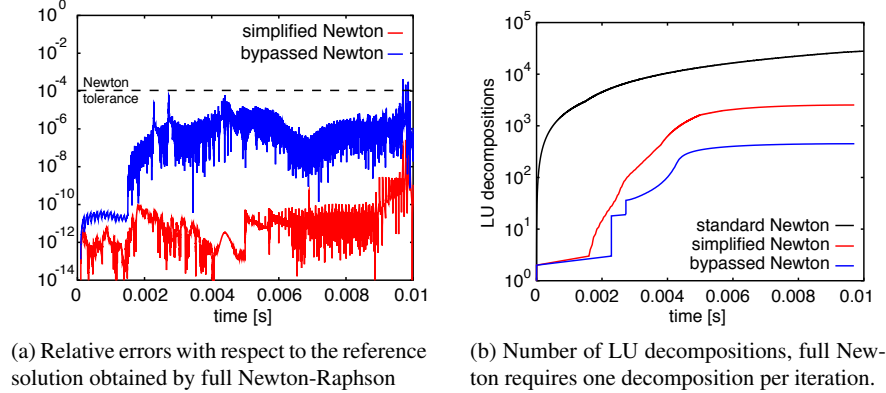 10^0
10^-2
10^-4
10^-6
10^-8
10^-10
10^-12
10^-14
simplified Newton
bypassed Newton
Newton
tolerance
0 0.002 0.004 0.006 0.008 0.01
time [s]
(a) Relative errors with respect to the reference
solution obtained by full Newton-Raphson
LU decompositions
10^5
10^4
10^3
10^2
10^1
10^0
standard Newton
simplified Newton
bypassed Newton
0 0.002 0.004 0.006 0.008 0.01
time [s]
(b) Number of LU decompositions, full New-
ton requires one decomposition per iteration.